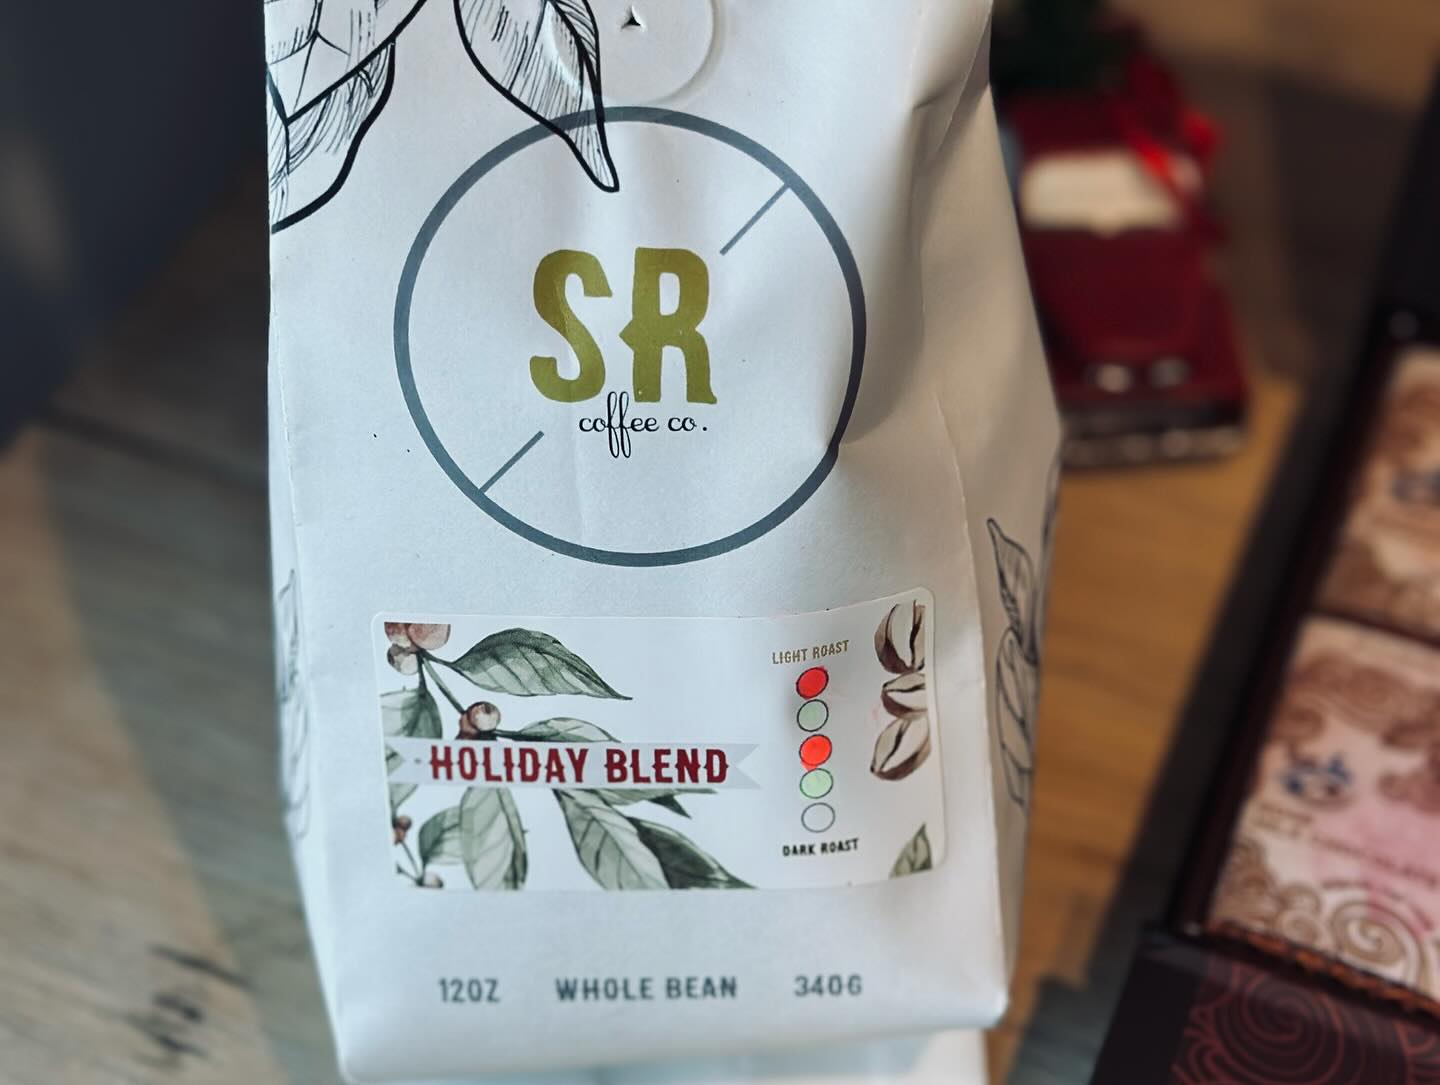 SR
coffee co.
LIGHT ROAST
HOLIDAY BLEND
DARK ROAST
12OZ WHOLE BEAN 340G